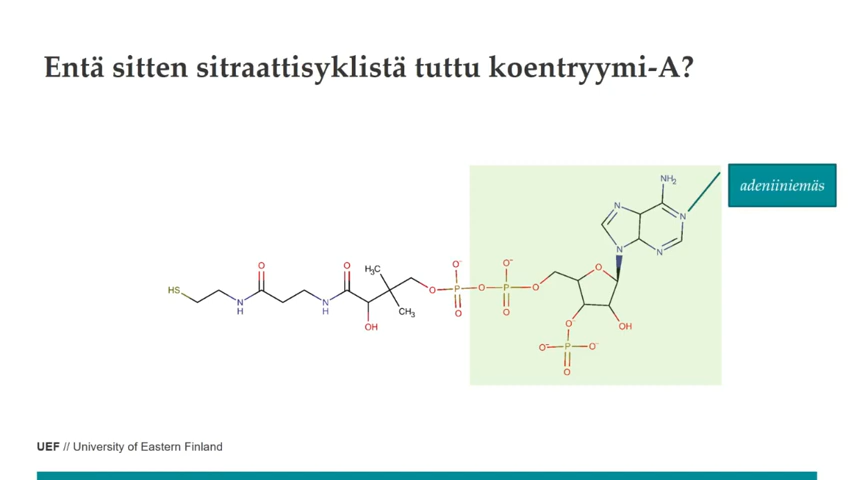 Entä sitten sitraattisyklistä tuttu koentryymi-A?
adeniiniemäs
NH2
N
N
N
N
O
O-
O-
O
O
H3C
HS
O
P
O
P
O
N
H
N
H
O
O
CH3
OH
O-
OH
O-
P
O-
O
UEF // University of Eastern Finland